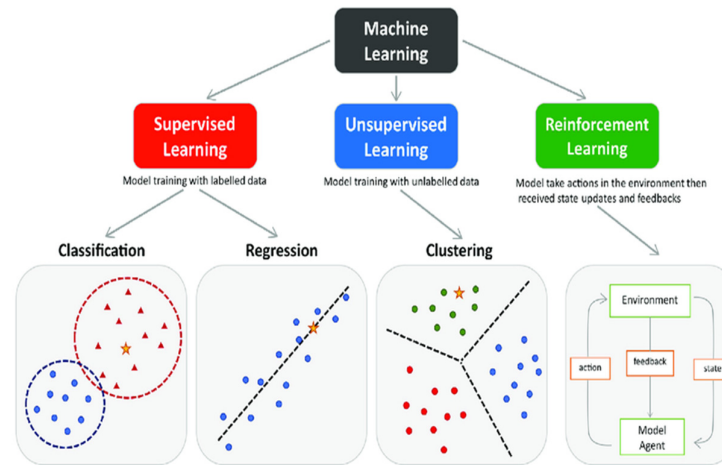 Machine
Learning
Supervised
Learning
Unsupervised
Learning
Reinforcement
Learning
Model training with labelled data
Model training with unlabelled data
Model take actions in the environment then
received state updates and feedbacks
Classification
Regression
Clustering
Environment
action
feedback
state
Model
Agent